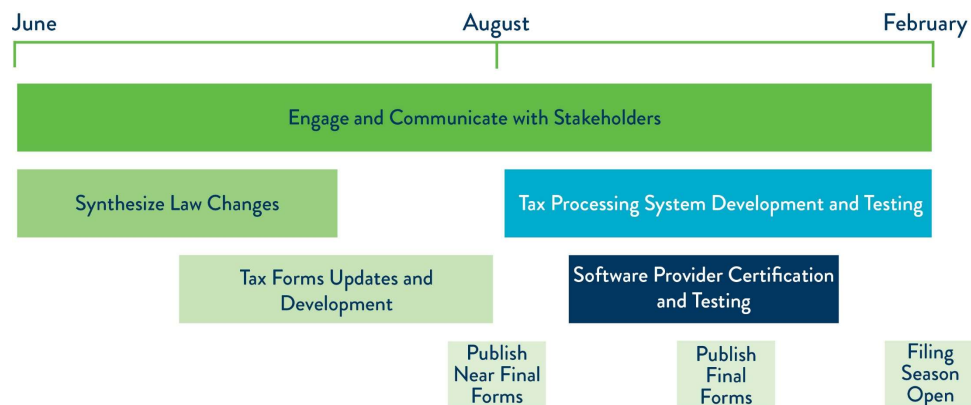 June
August
February
Engage and Communicate with Stakeholders
Synthesize Law Changes
Tax Processing System Development and Testing
Tax Forms Updates and
Development
Software Provider Certification
and Testing
Publish
Near Final
Forms
Publish
Final
Forms
Filing
Season
Open